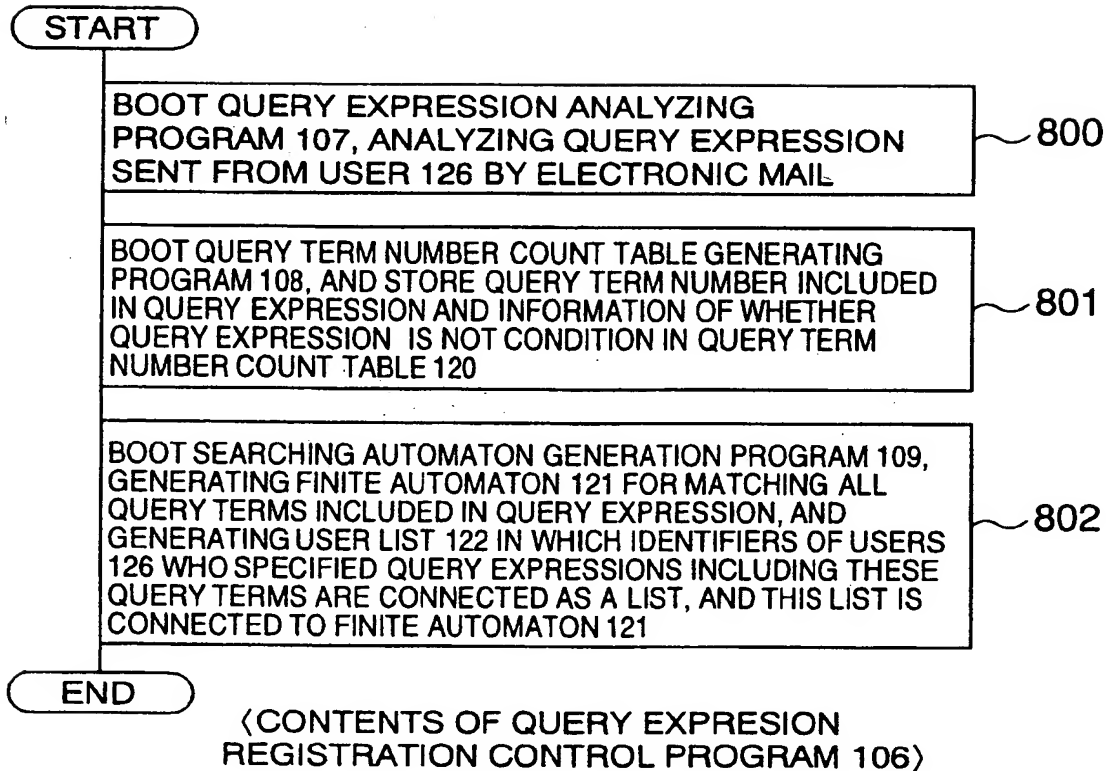 START
BOOT QUERY EXPRESSION ANALYZING
PROGRAM 107, ANALYZING QUERY EXPRESSION
SENT FROM USER 126 BY ELECTRONIC MAIL
800
BOOT QUERY TERM NUMBER COUNT TABLE GENERATING
PROGRAM 108, AND STORE QUERY TERM NUMBER INCLUDED
IN QUERY EXPRESSION AND INFORMATION OF WHETHER
QUERY EXPRESSION IS NOT CONDITION IN QUERY TERM
NUMBER COUNT TABLE 120
801
BOOT SEARCHING AUTOMATON GENERATION PROGRAM 109,
GENERATING FINITE AUTOMATON 121 FOR MATCHING ALL
QUERY TERMS INCLUDED IN QUERY EXPRESSION, AND
GENERATING USER LIST 122 IN WHICH IDENTIFIERS OF USERS
126 WHO SPECIFIED QUERY EXPRESSIONS INCLUDING THESE
QUERY TERMS ARE CONNECTED AS A LIST, AND THIS LIST IS
CONNECTED TO FINITE AUTOMATON 121
802
END
〈CONTENTS OF QUERY EXPRESION
REGISTRATION CONTROL PROGRAM 106〉